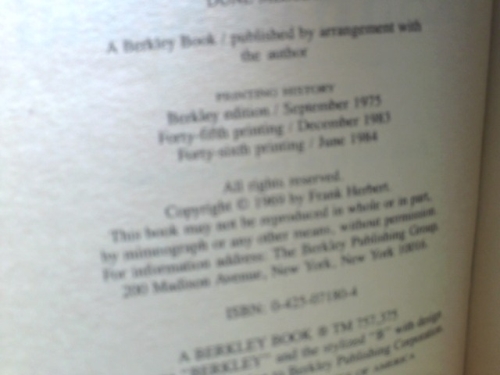 A Berkley Book / published by arrangement with
the author
PRINTING HISTORY
Berkley edition / September 1975
Forty-fifth printing / December 1983
Forty-sixth printing / June 1984
All rights reserved.
Copyright © 1969 by Frank Herbert.
This book may not be reproduced in whole or in part,
by mimeograph or any other means, without permission.
For information address: The Berkley Publishing Group,
200 Madison Avenue, New York, New York 10016.
ISBN: 0-425-07180-4
A BERKLEY BOOK ® TM 757,375
"BERKLEY" and the stylized "B" with design
to Berkley Publishing Corporation.